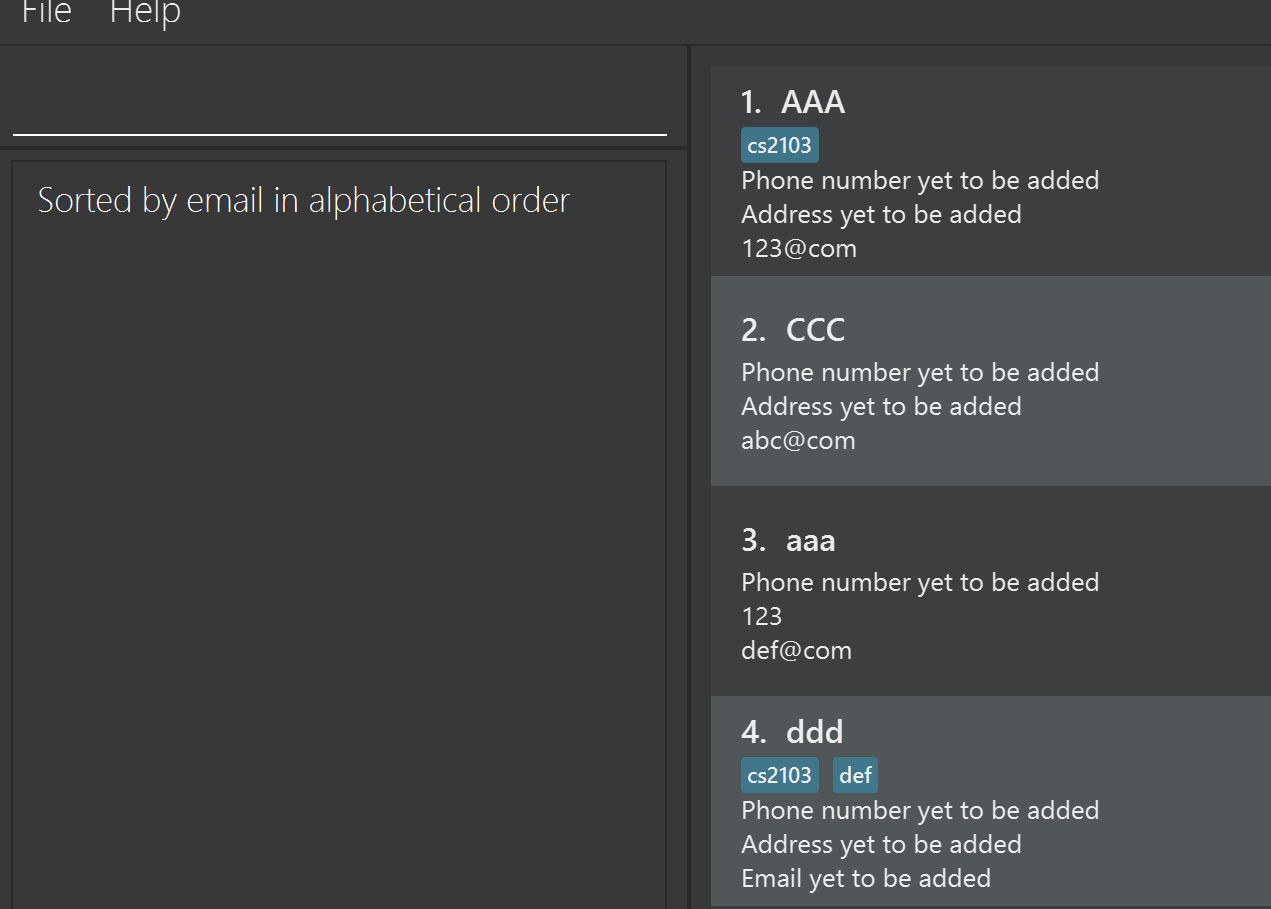 File Help
Sorted by email in alphabetical order
1. AAA
cs2103
Phone number yet to be added
Address yet to be added
123@com
2. CCC
Phone number yet to be added
Address yet to be added
abc@com
3. aaa
Phone number yet to be added
123
def@com
4. ddd
cs2103 def
Phone number yet to be added
Address yet to be added
Email yet to be added